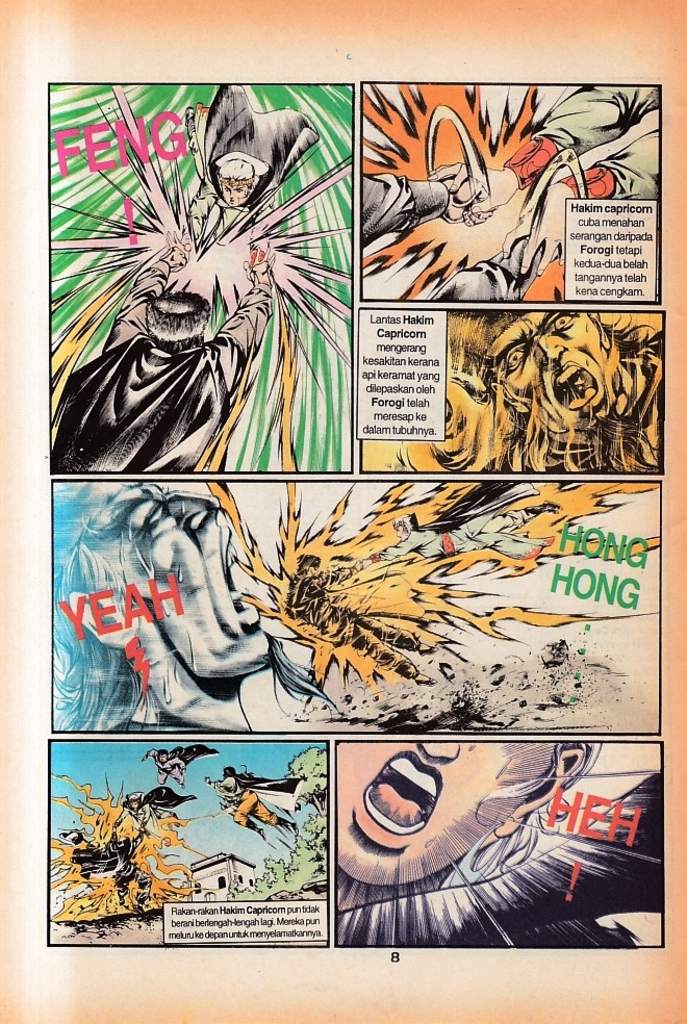 FENG
!
Hakim capricorn
cuba menahan
serangan daripada
Forogi tetapi
kedua-dua belah
tangannya telah
kena cengkam.
Lantas Hakim
Capricorn
mengerang
kesakitan kerana
api keramat yang
dilepaskan oleh
Forogi telah
meresap ke
dalam tubuhnya.
YEAH
HONG
HONG
Rakan-rakan Hakim Capricorn pun tidak
berani berlengah-lengah lagi. Mereka pun
meluru ke depan untuk menyelamatkannya.
HEH
!
8